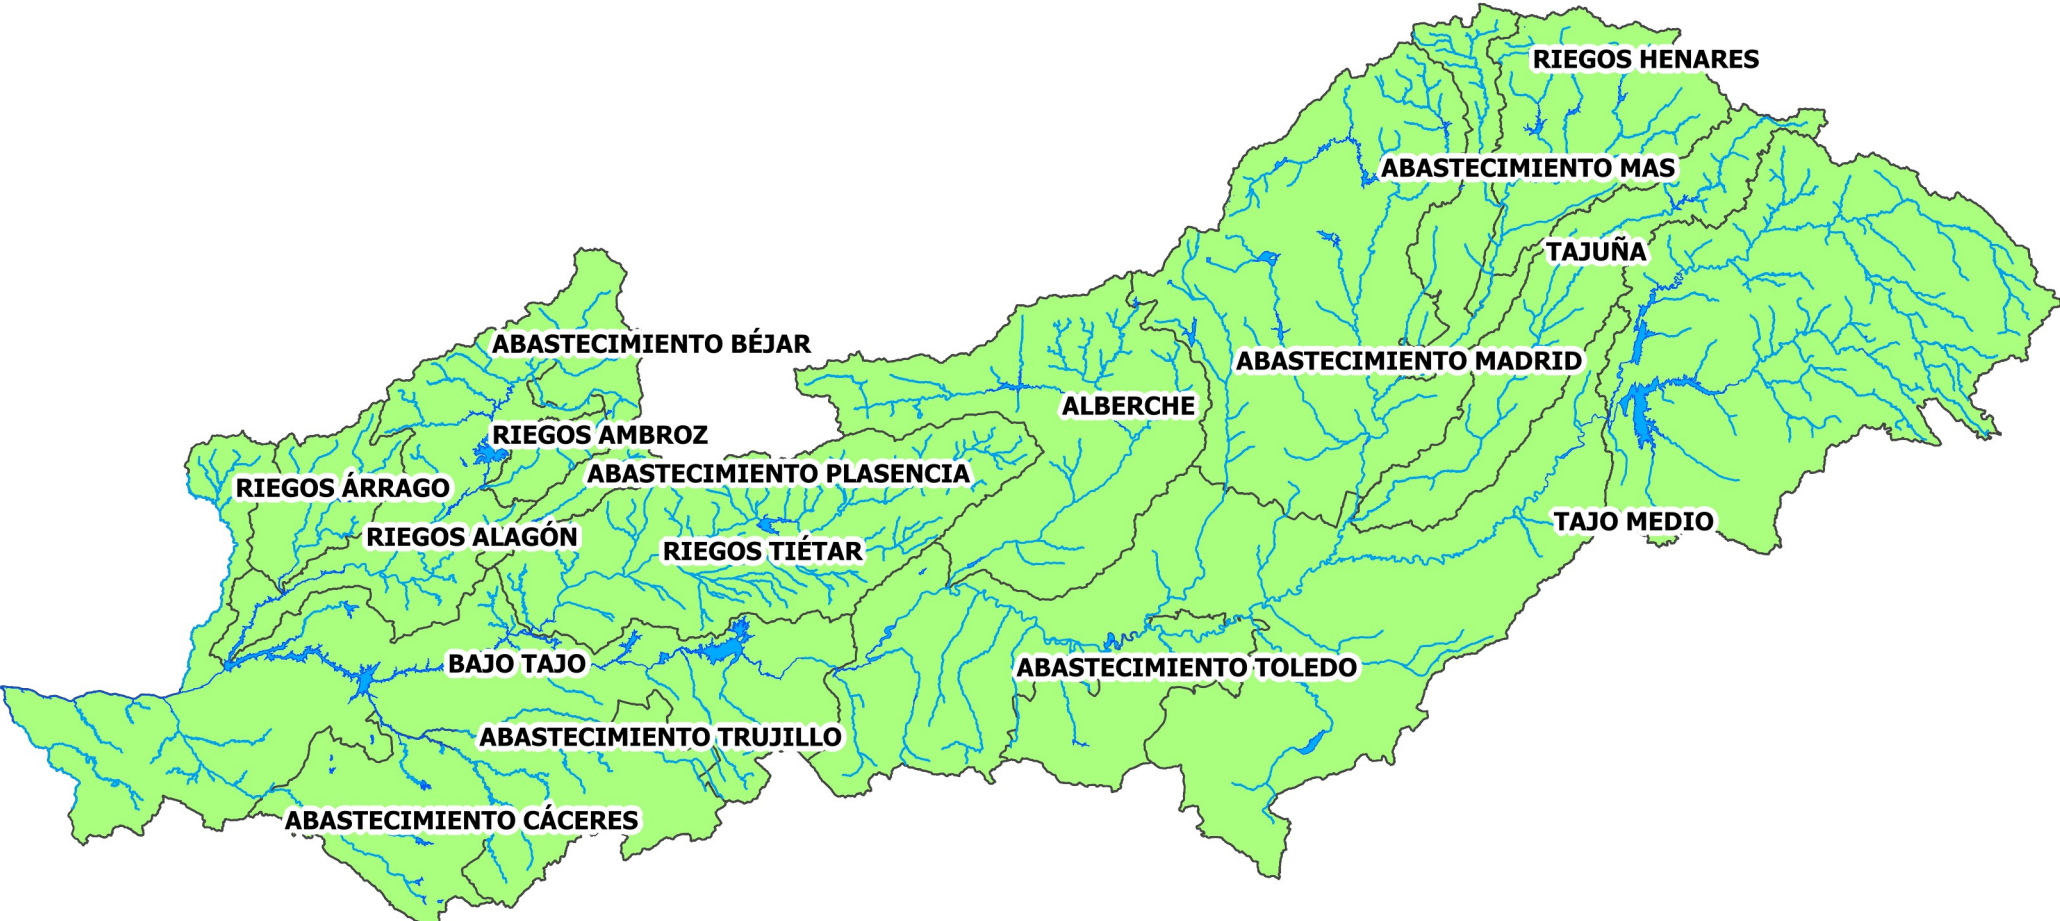 RIEGOS HENARES
ABASTECIMIENTO MAS
TAJUÑA
ABASTECIMIENTO BÉJAR
ABASTECIMIENTO MADRID
ALBERCHE
RIEGOS AMBROZ
ABASTECIMIENTO PLASENCIA
RIEGOS ÁRRAGO
TAJO MEDIO
RIEGOS ALAGÓN
RIEGOS TIÉTAR
BAJO TAJO
ABASTECIMIENTO TOLEDO
ABASTECIMIENTO TRUJILLO
ABASTECIMIENTO CÁCERES